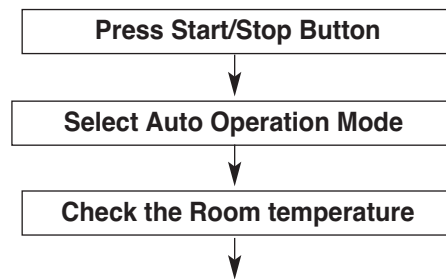 Press Start/Stop Button
Select Auto Operation Mode
Check the Room temperature